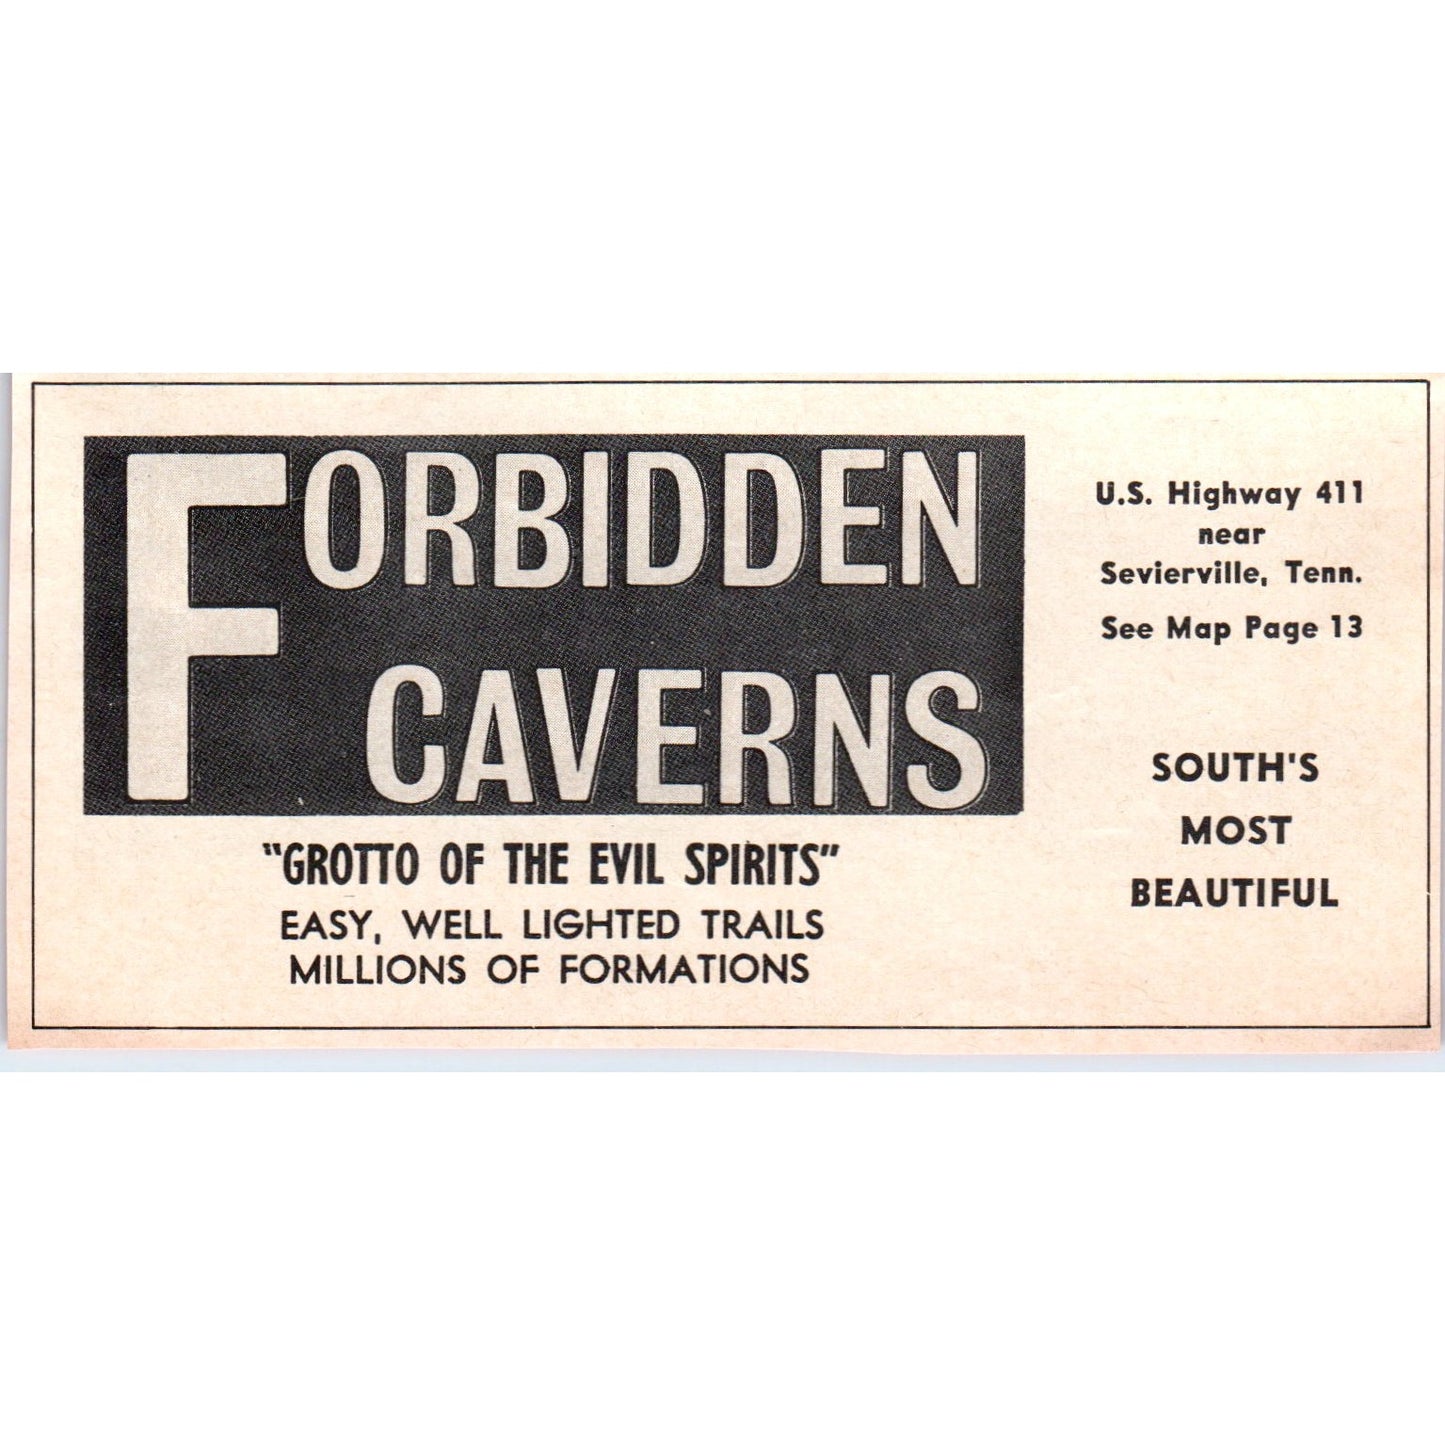 FORBIDDEN
CAVERNS
"GROTTO OF THE EVIL SPIRITS"
EASY, WELL LIGHTED TRAILS
MILLIONS OF FORMATIONS
U.S. Highway 411
near
Sevierville, Tenn.
See Map Page 13
SOUTH'S
MOST
BEAUTIFUL